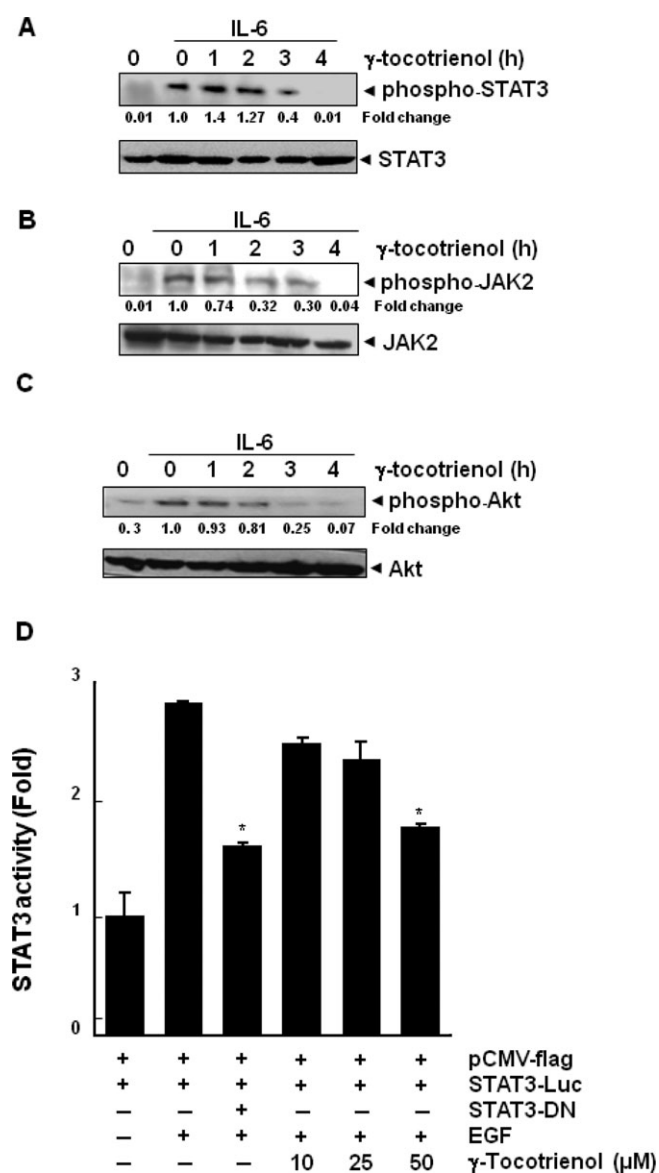 A
IL-6
0 0 1 2 3 4 γ-tocotrienol (h)
phospho-STAT3
0.01 1.0 1.4 1.27 0.4 0.01 Fold change
STAT3
B
IL-6
0 0 1 2 3 4 γ-tocotrienol (h)
phospho-JAK2
0.01 1.0 0.74 0.32 0.30 0.04 Fold change
JAK2
C
IL-6
0 0 1 2 3 4 γ-tocotrienol (h)
phospho-Akt
0. 3 1.0 0.93 0.81 0.25 0.07 Fold change
Akt
D
STAT3 activity (Fold)
3
2
1
0
* *
+ + + + + + pCMV-flag
+ + + + + + STAT3-Luc
– – + – – – STAT3-DN
– + + + + + EGF
– – – 10 25 50 γ-Tocotrienol (μM)